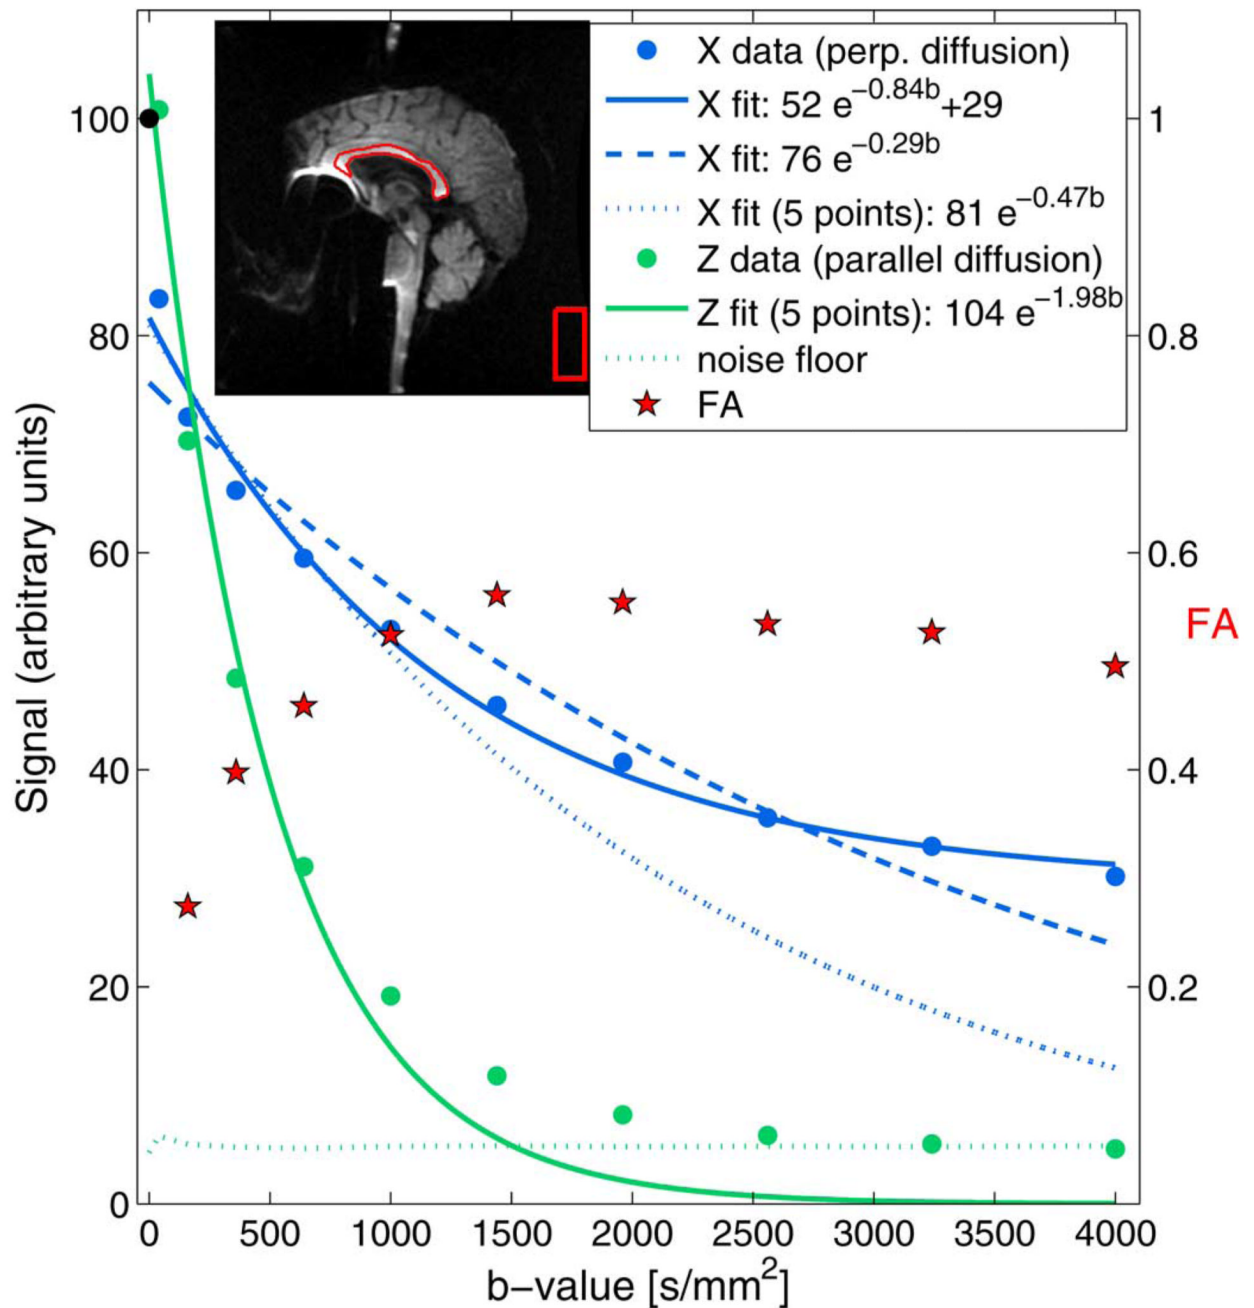 X data (perp. diffusion)
X fit: 52 e^−0.84b+29
X fit: 76 e^−0.29b
X fit (5 points): 81 e^−0.47b
Z data (parallel diffusion)
Z fit (5 points): 104 e^−1.98b
noise floor
FA
100
80
60
40
20
0
Signal (arbitrary units)
1
0.8
0.6
0.4
0.2
FA
0 500 1000 1500 2000 2500 3000 3500 4000
b−value [s/mm²]